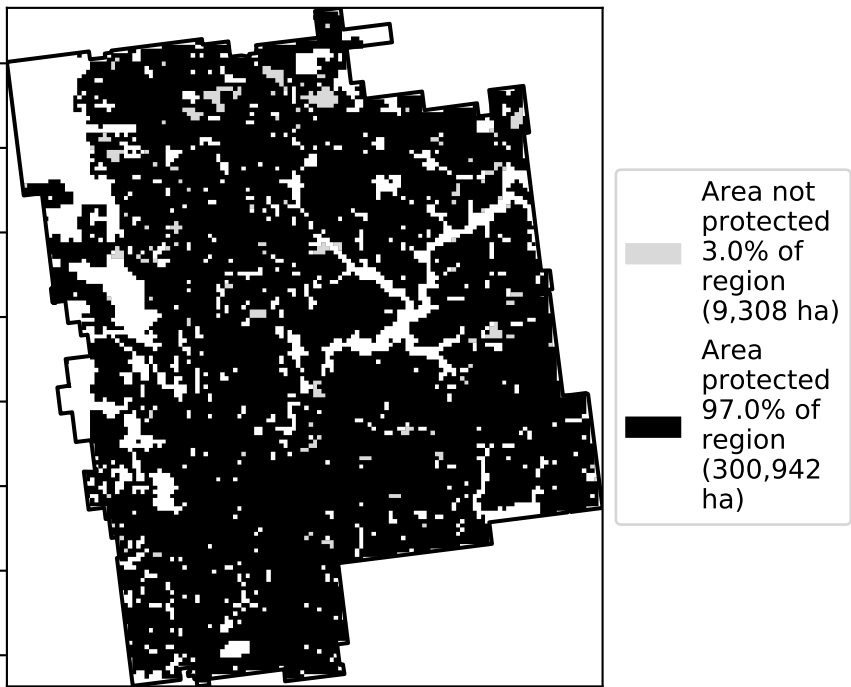 Area not
protected
3.0% of
region
(9,308 ha)
Area
protected
97.0% of
region
(300,942
ha)